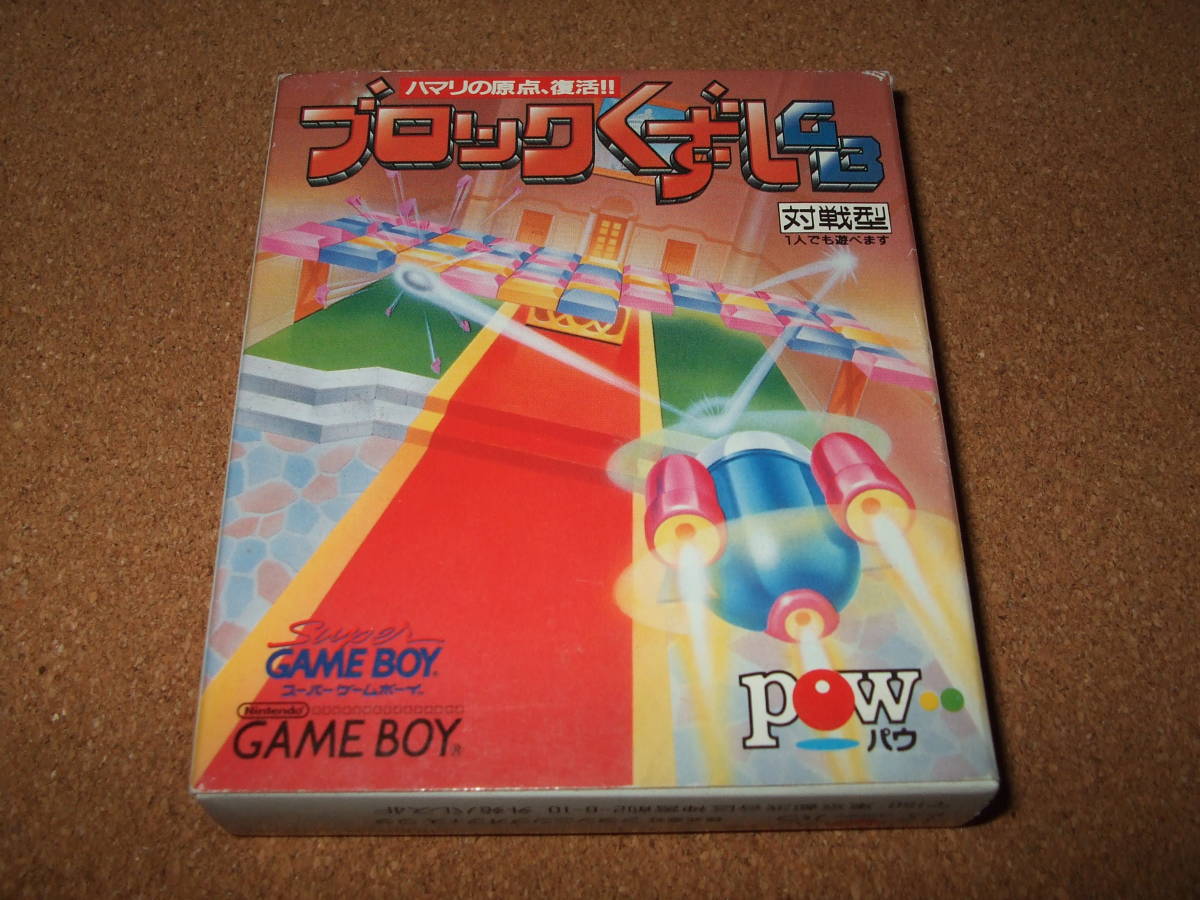 ハマリの原点、復活!!
ブロックくずしGB
対戦型
1人でも遊べます
Super
GAME BOY
スーパーゲームボーイ
Nintendo
GAME BOY
pow
パウ